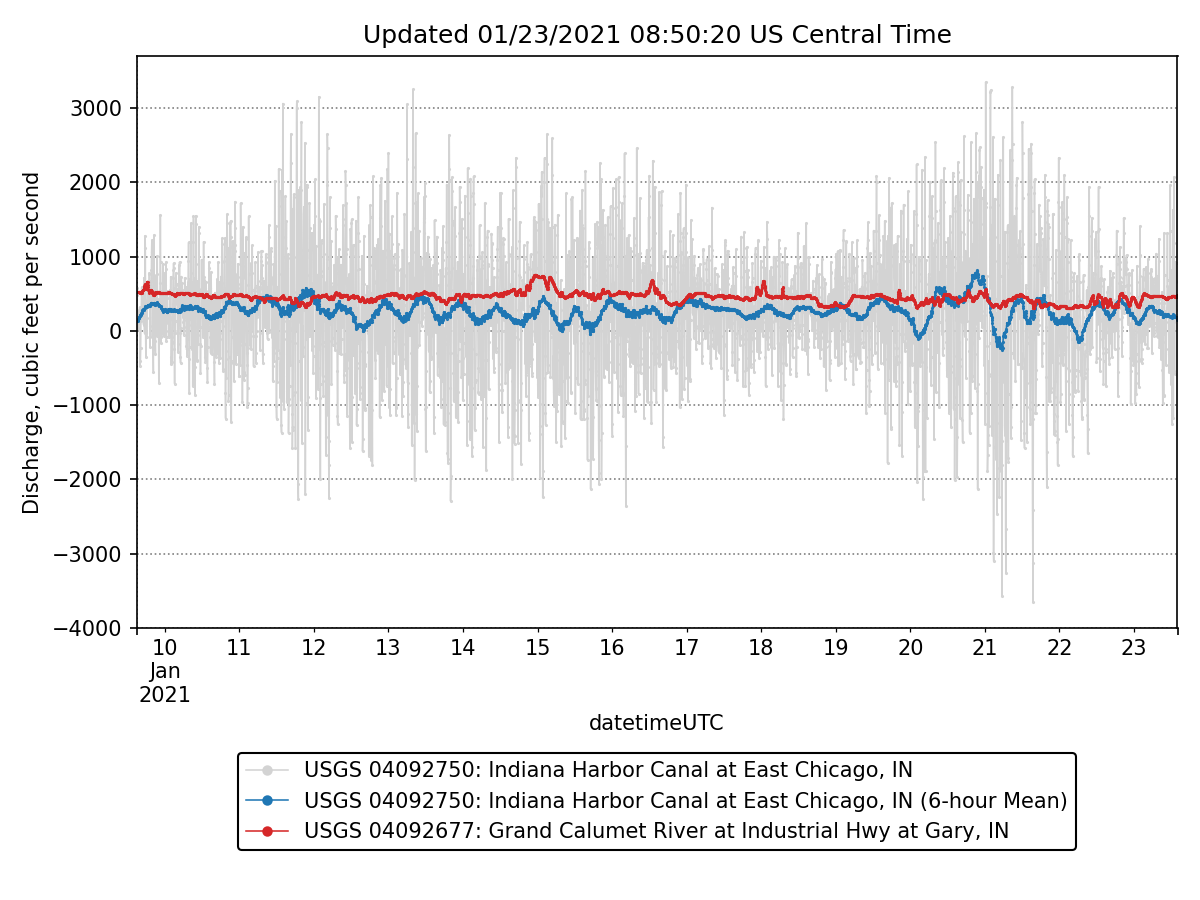 Updated 01/23/2021 08:50:20 US Central Time
Discharge, cubic feet per second
3000
2000
1000
0
−1000
−2000
−3000
−4000
10 11 12 13 14 15 16 17 18 19 20 21 22 23
Jan
2021
datetimeUTC
USGS 04092750: Indiana Harbor Canal at East Chicago, IN
USGS 04092750: Indiana Harbor Canal at East Chicago, IN (6-hour Mean)
USGS 04092677: Grand Calumet River at Industrial Hwy at Gary, IN